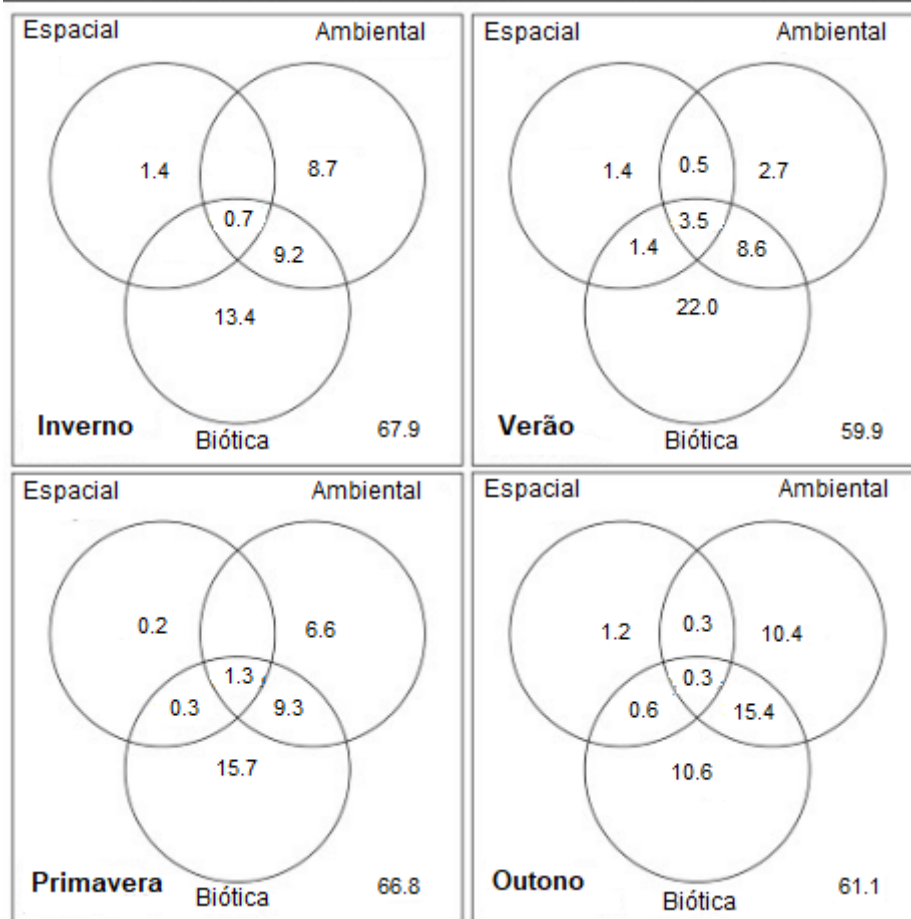 Espacial Ambiental
1.4 8.7
0.7
9.2
13.4
Inverno Biótica 67.9
Espacial Ambiental
1.4 0.5 2.7
3.5
1.4 8.6
22.0
Verão Biótica 59.9
Espacial Ambiental
0.2 6.6
1.3
0.3 9.3
15.7
Primavera Biótica 66.8
Espacial Ambiental
1.2 0.3 10.4
0.3
0.6 15.4
10.6
Outono Biótica 61.1